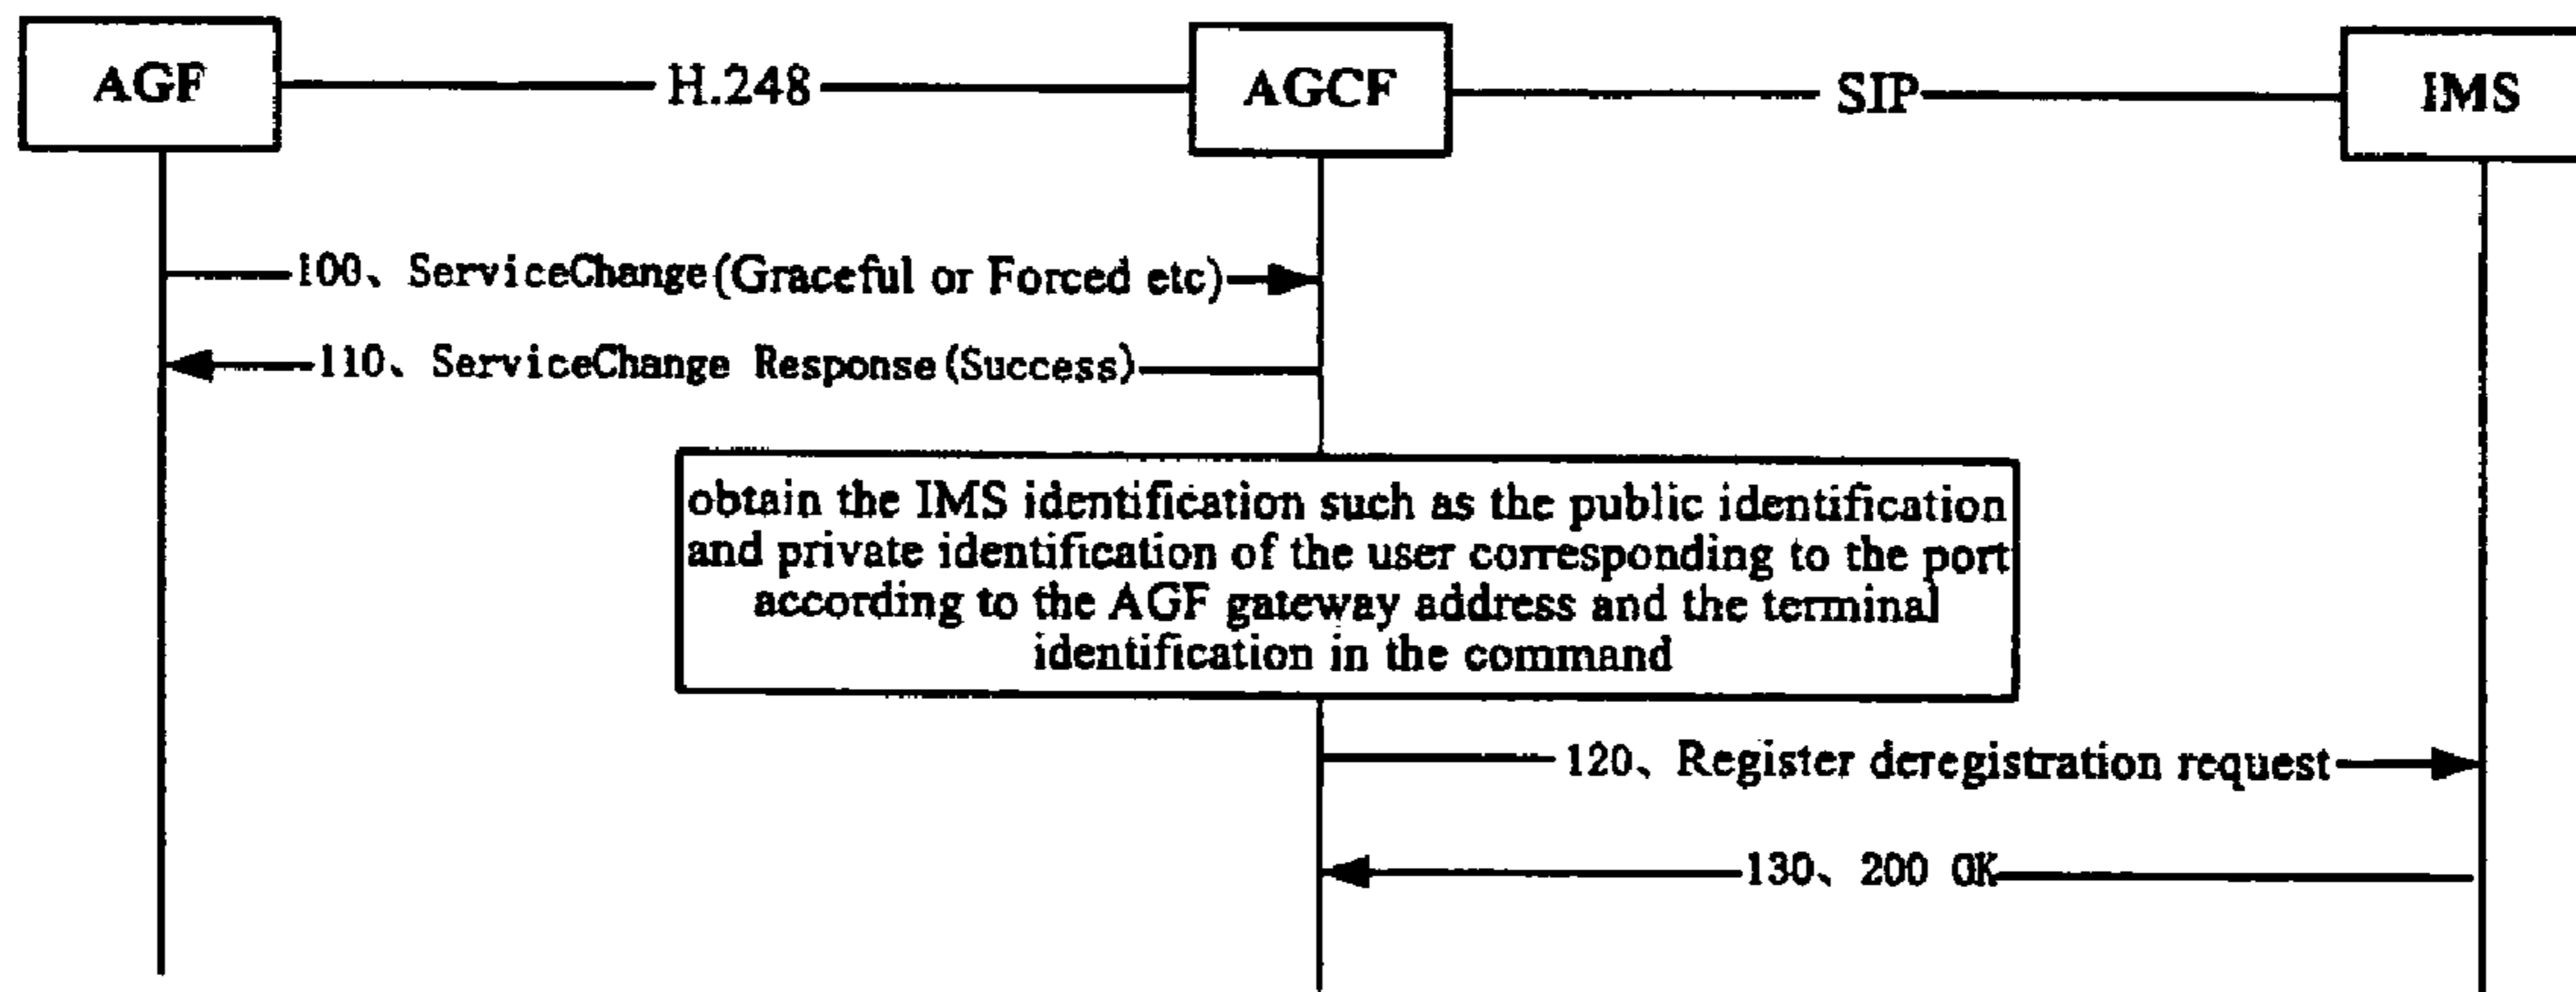 AGF
H.248
AGCF
SIP
IMS
100、ServiceChange(Graceful or Forced etc)
110、ServiceChange Response(Success)
obtain the IMS identification such as the public identification
and private identification of the user corresponding to the port
according to the AGF gateway address and the terminal
identification in the command
120、Register deregistration request
130、200 OK